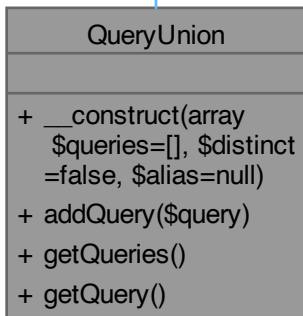 QueryUnion
+ __construct(array
$queries=[], $distinct
=false, $alias=null)
+ addQuery($query)
+ getQueries()
+ getQuery()